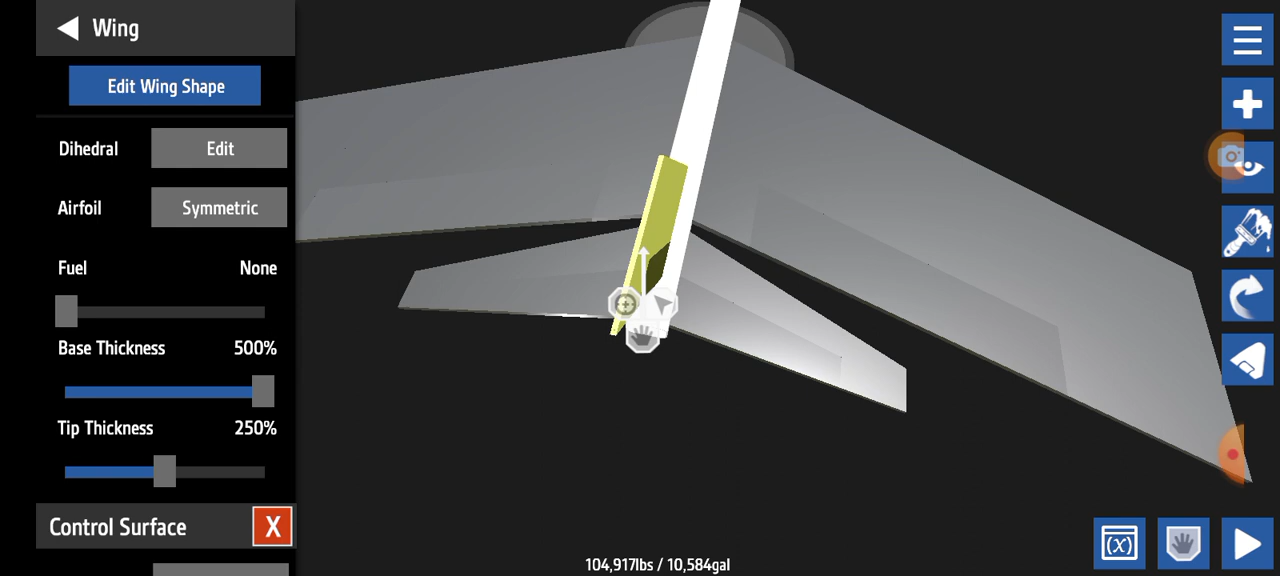 Wing
Edit Wing Shape
Dihedral Edit
Airfoil Symmetric
Fuel None
Base Thickness 500%
Tip Thickness 250%
Control Surface X
(x)
104,917lbs / 10,584gal